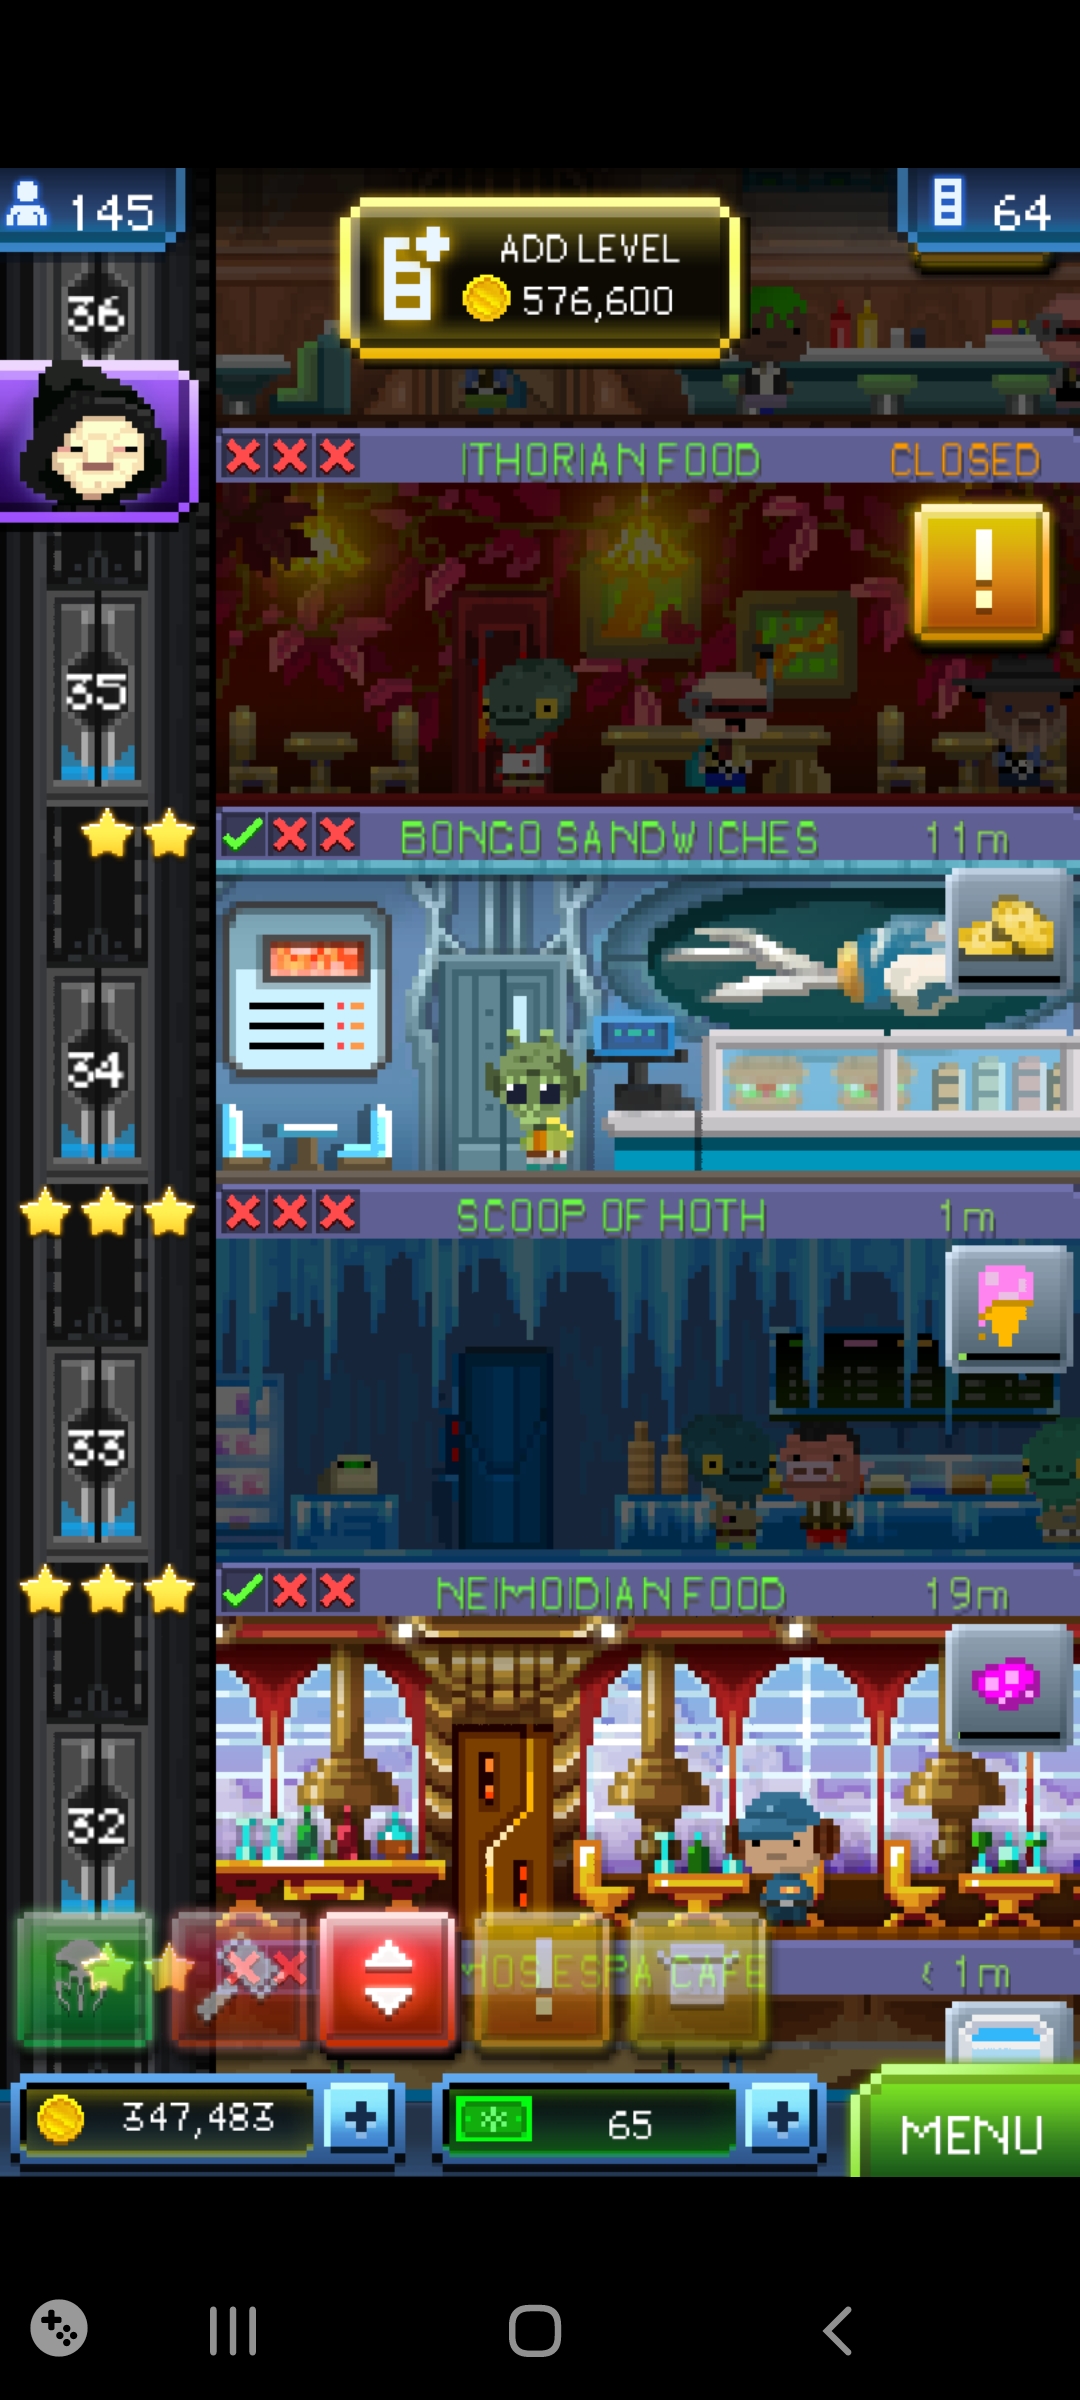 145
ADD LEVEL
576,600
64
36
ITHORIAN FOOD
CLOSED
!
35
BONGO SANDWICHES
11m
34
SCOOP OF HOTH
1m
33
NEIMOIDIAN FOOD
19m
32
MOS ESPA CAFE
< 1m
!
347,483
+
65
+
MENU